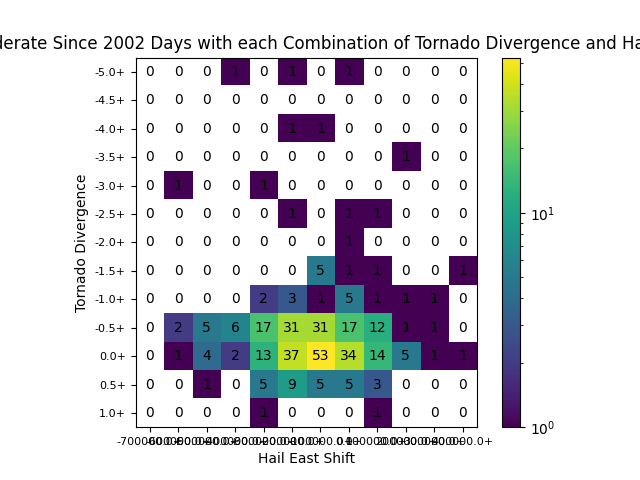 derate Since 2002 Days with each Combination of Tornado Divergence and Ha
Tornado Divergence
-5.0+ 0 0 0 1 0 1 0 1 0 0 0 0
-4.5+ 0 0 0 0 0 0 0 0 0 0 0 0
-4.0+ 0 0 0 0 0 1 1 0 0 0 0 0
-3.5+ 0 0 0 0 0 0 0 0 0 1 0 0
-3.0+ 0 1 0 0 1 0 0 0 0 0 0 0
-2.5+ 0 0 0 0 0 1 0 1 1 0 0 0
-2.0+ 0 0 0 0 0 0 0 1 0 0 0 0
-1.5+ 0 0 0 0 0 0 5 1 1 0 0 1
-1.0+ 0 0 0 0 2 3 1 5 1 1 1 0
-0.5+ 0 2 5 6 17 31 31 17 12 1 1 0
0.0+ 0 1 4 2 13 37 53 34 14 5 1 1
0.5+ 0 0 1 0 5 9 5 5 3 0 0 0
1.0+ 0 0 0 0 1 0 0 0 1 0 0 0
Hail East Shift
10¹
10⁰